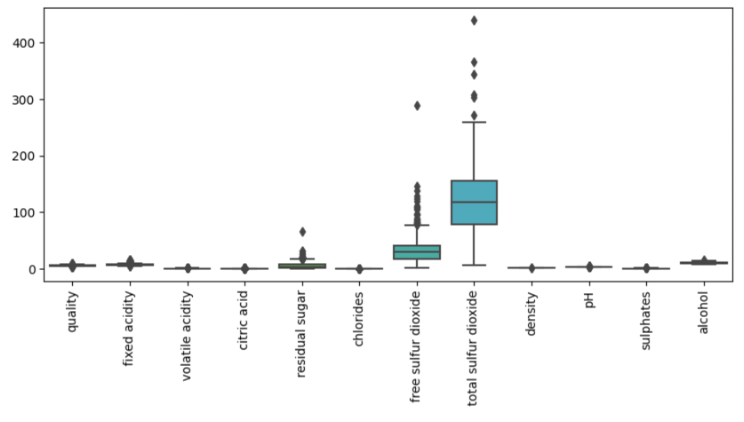 400
300
200
100
0
quality
fixed acidity
volatile acidity
citric acid
residual sugar
chlorides
free sulfur dioxide
total sulfur dioxide
density
pH
sulphates
alcohol